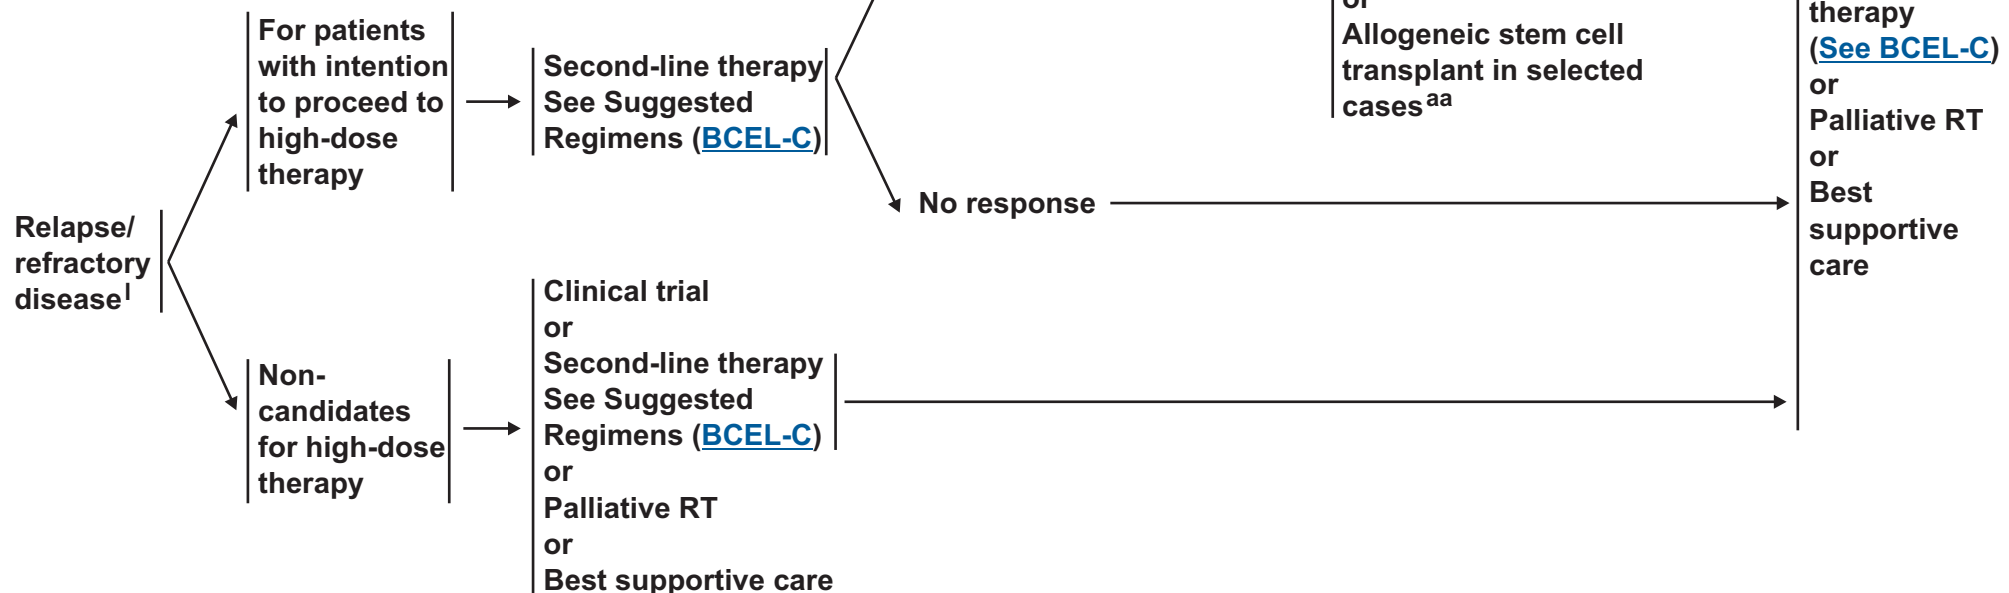 For patients
with intention
to proceed to
high-dose
therapy
Second-line therapy
See Suggested
Regimens (BCEL-C)
or
Allogeneic stem cell
transplant in selected
cases aa
therapy
(See BCEL-C)
or
Palliative RT
or
Best
supportive
care
No response
Relapse/
refractory
disease l
Non-
candidates
for high-dose
therapy
Clinical trial
or
Second-line therapy
See Suggested
Regimens (BCEL-C)
or
Palliative RT
or
Best supportive care